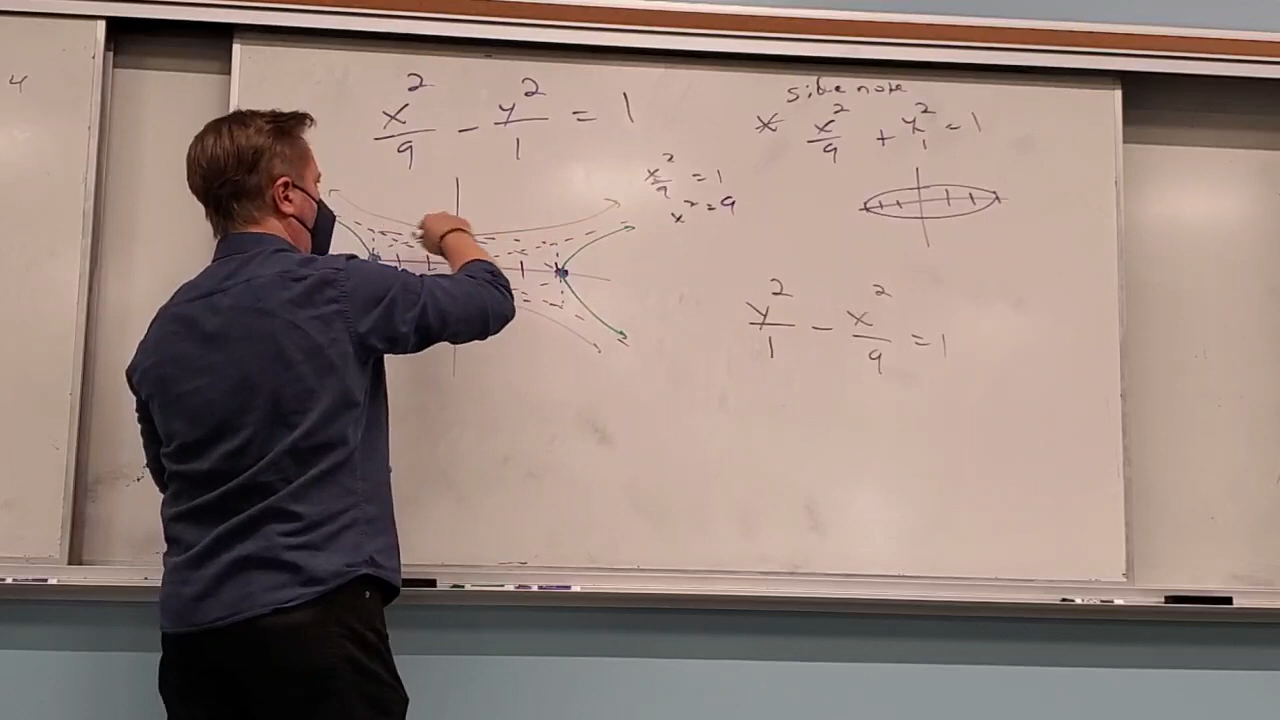 4
x²/9 - y²/1 = 1
side note
* x²/9 + y²/1 = 1
x²/9 = 1
x² = 9
y²/1 - x²/9 = 1